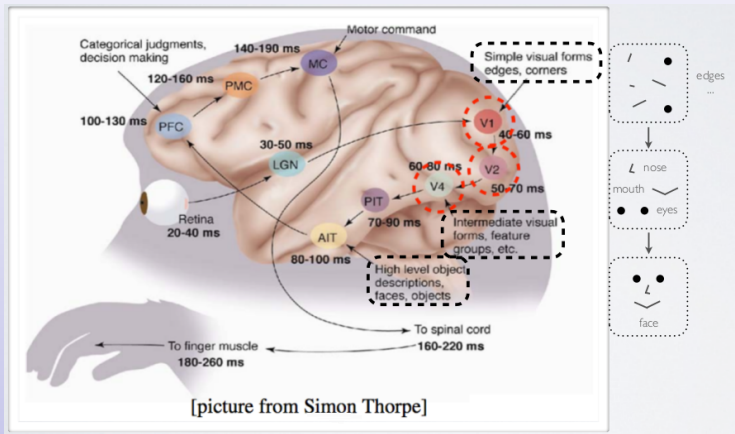 Categorical judgments,
decision making
140-190 ms
Motor command
120-160 ms
PMC
MC
Simple visual forms
edges, corners
100-130 ms
PFC
30-50 ms
LGN
V1
40-60 ms
Retina
20-40 ms
60-80 ms
V4
V2
50-70 ms
PIT
70-90 ms
AIT
80-100 ms
Intermediate visual
forms, feature
groups, etc.
High level object
descriptions,
faces, objects
To spinal cord
160-220 ms
To finger muscle
180-260 ms
[picture from Simon Thorpe]
edges
...
nose
mouth
eyes
face